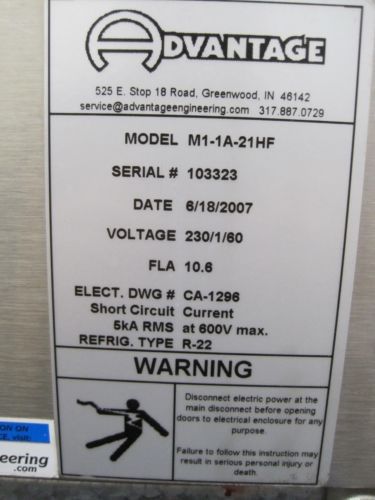 ADVANTAGE
525 E. Stop 18 Road, Greenwood, IN 46142
service@advantageengineering.com 317.887.0729
MODEL M1-1A-21HF
SERIAL # 103323
DATE 6/18/2007
VOLTAGE 230/1/60
FLA 10.6
ELECT. DWG # CA-1296
Short Circuit Current
5kA RMS at 600V max.
REFRIG. TYPE R-22
WARNING
Disconnect electric power at the
main disconnect before opening
doors to electrical enclosure for any
purpose.
Failure to follow this instruction may
result in serious personal injury or
death.
ON ON
visit:
eering
.com